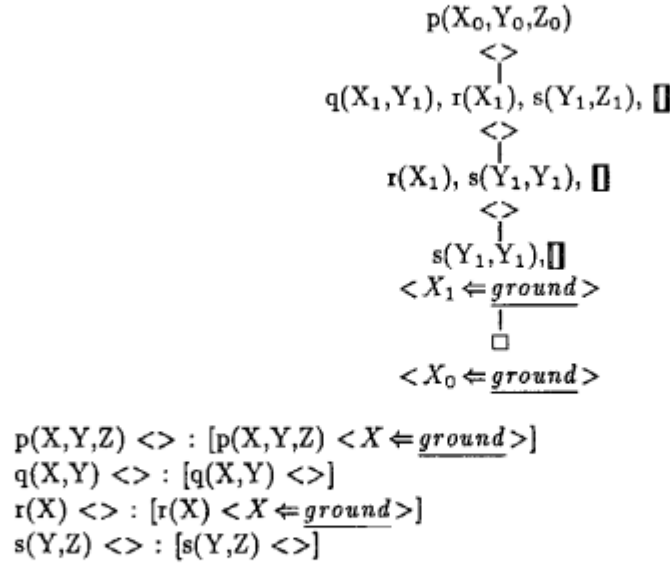 p(X₀,Y₀,Z₀)
<>
q(X₁,Y₁), r(X₁), s(Y₁,Z₁), []
<>
r(X₁), s(Y₁,Y₁), []
<>
s(Y₁,Y₁),[]
< X₁ ⇐ ground >
□
< X₀ ⇐ ground >
p(X,Y,Z) <> : [p(X,Y,Z) < X ⇐ ground >]
q(X,Y) <> : [q(X,Y) <>]
r(X) <> : [r(X) < X ⇐ ground >]
s(Y,Z) <> : [s(Y,Z) <>]